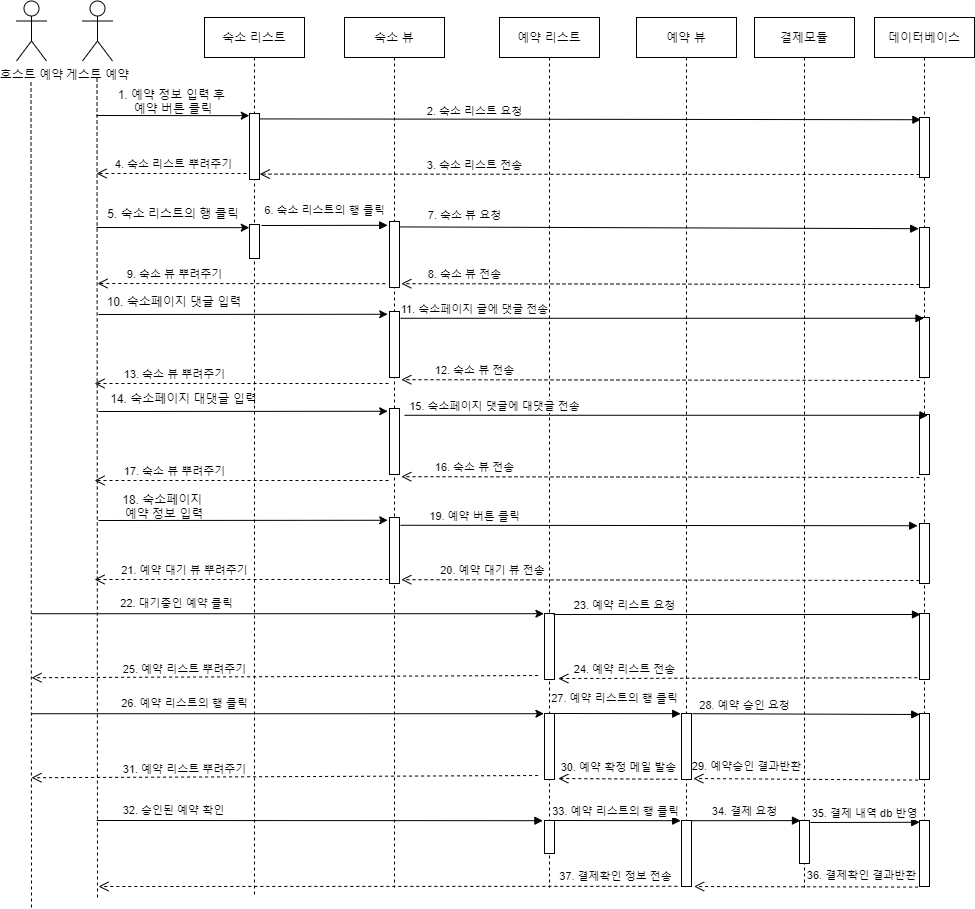 숙소 리스트
숙소 뷰
예약 리스트
예약 뷰
결제모듈
데이터베이스
호스트 예약
게스트 예약
1. 예약 정보 입력 후
예약 버튼 클릭
2. 숙소 리스트 요청
4. 숙소 리스트 뿌려주기
3. 숙소 리스트 전송
5. 숙소 리스트의 행 클릭
6. 숙소 리스트의 행 클릭
7. 숙소 뷰 요청
9. 숙소 뷰 뿌려주기
8. 숙소 뷰 전송
10. 숙소페이지 댓글 입력
11. 숙소페이지 글에 댓글 전송
13. 숙소 뷰 뿌려주기
12. 숙소 뷰 전송
14. 숙소페이지 대댓글 입력
15. 숙소페이지 댓글에 대댓글 전송
17. 숙소 뷰 뿌려주기
16. 숙소 뷰 전송
18. 숙소페이지
예약 정보 입력
19. 예약 버튼 클릭
21. 예약 대기 뷰 뿌려주기
20. 예약 대기 뷰 전송
22. 대기중인 예약 클릭
23. 예약 리스트 요청
25. 예약 리스트 뿌려주기
24. 예약 리스트 전송
26. 예약 리스트의 행 클릭
27. 예약 리스트의 행 클릭
28. 예약 승인 요청
31. 예약 리스트 뿌려주기
30. 예약 확정 메일 발송
29. 예약승인 결과반환
32. 승인된 예약 확인
33. 예약 리스트의 행 클릭
34. 결제 요청
35. 결제 내역 db 반영
37. 결제확인 정보 전송
36. 결제확인 결과반환